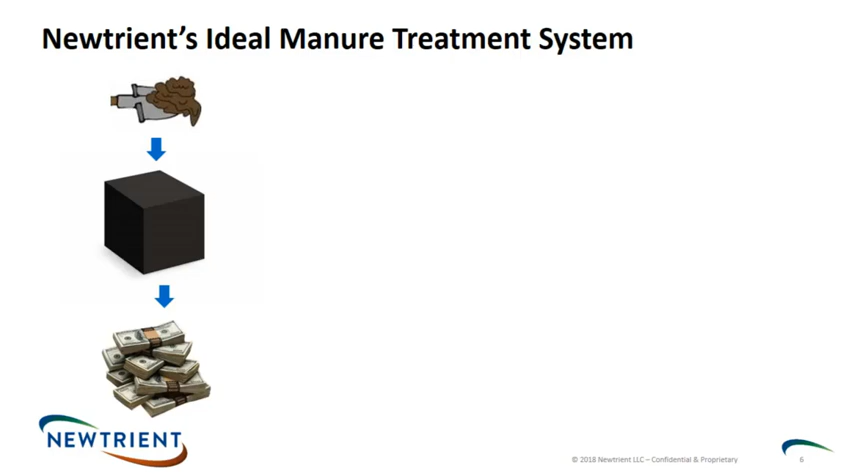 Newtrient's Ideal Manure Treatment System
NEWTRIENT
© 2018 Newtrient LLC – Confidential & Proprietary
6